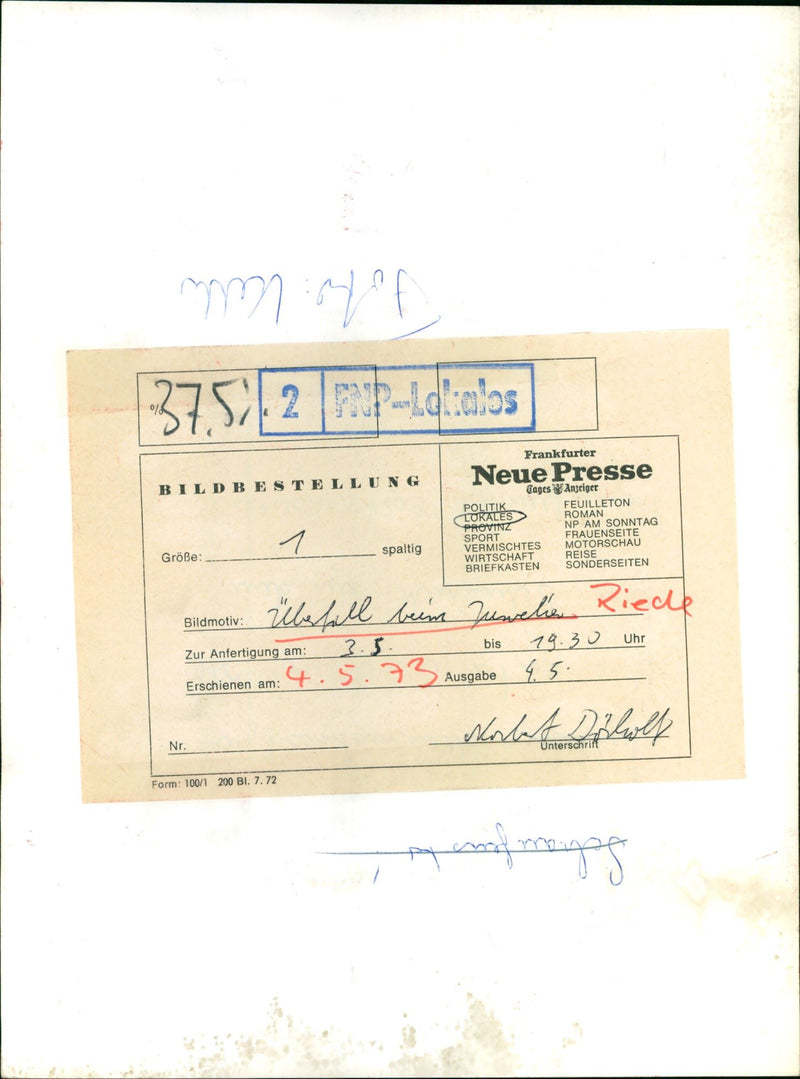 Foto:
% 37,5% 2 FNP-Lokales
BILDBESTELLUNG
Größe: 1 spaltig
Frankfurter
Neue Presse
Tages Anzeiger
POLITIK
LOKALES
PROVINZ
SPORT
VERMISCHTES
WIRTSCHAFT
BRIEFKASTEN
FEUILLETON
ROMAN
NP AM SONNTAG
FRAUENSEITE
MOTORSCHAU
REISE
SONDERSEITEN
Bildmotiv: Überfall beim Juwelier Riede
Zur Anfertigung am: 3.5. bis 19.30 Uhr
Erschienen am: 4.5.73 Ausgabe 4.5.
Nr. Norbert
Unterschrift
Form: 100/1 200 Bl. 7. 72